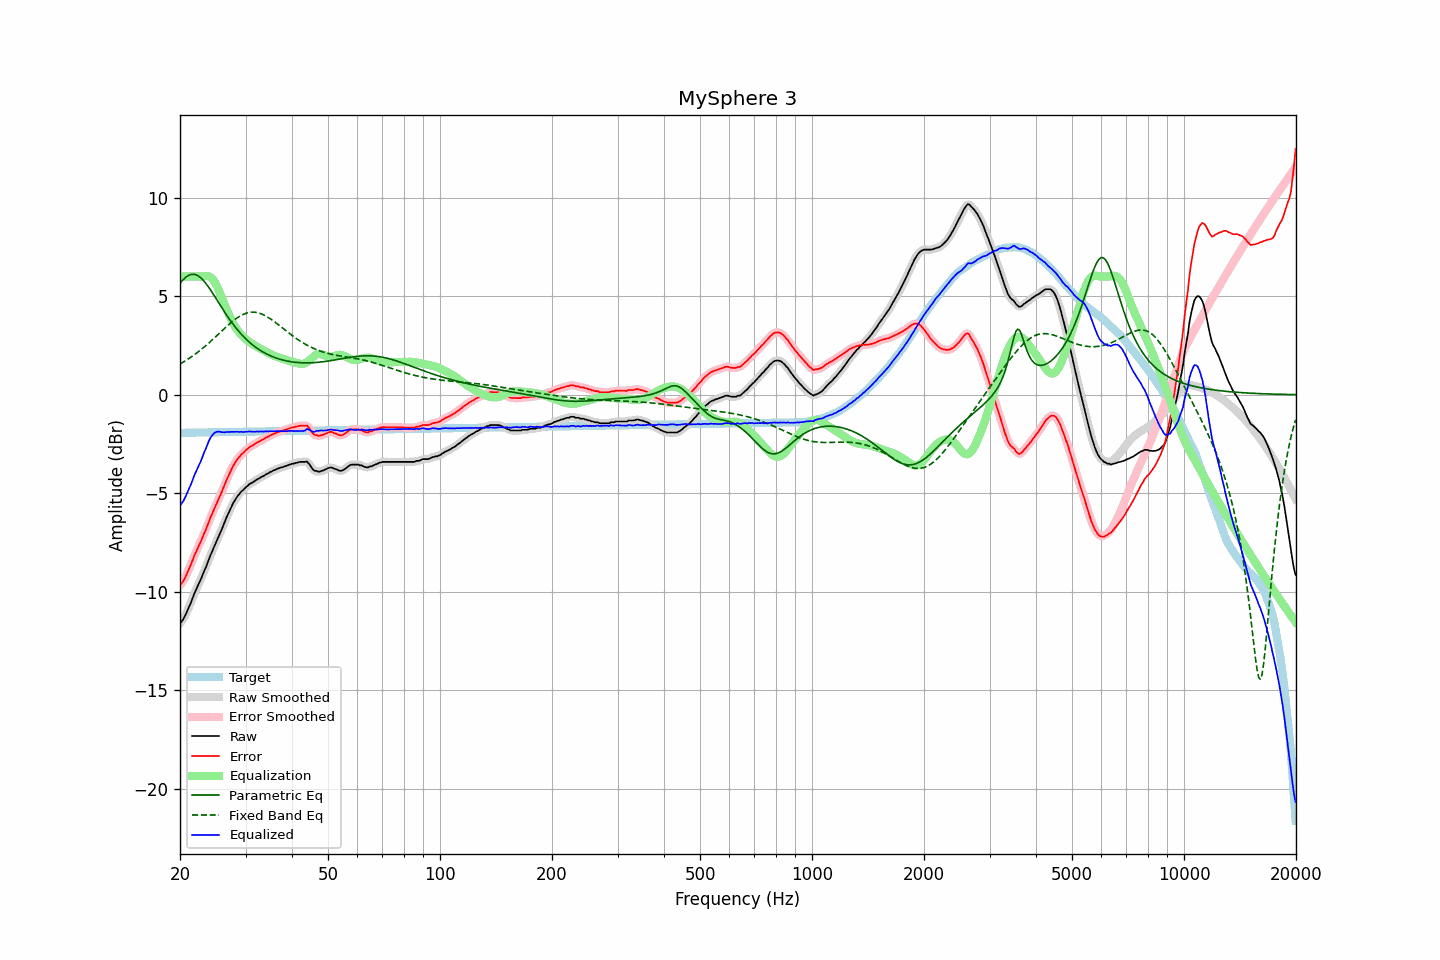 MySphere 3
Amplitude (dBr)
10
5
0
−5
−10
−15
−20
Target
Raw Smoothed
Error Smoothed
Raw
Error
Equalization
Parametric Eq
Fixed Band Eq
Equalized
20 50 100 200 500 1000 2000 5000 10000 20000
Frequency (Hz)